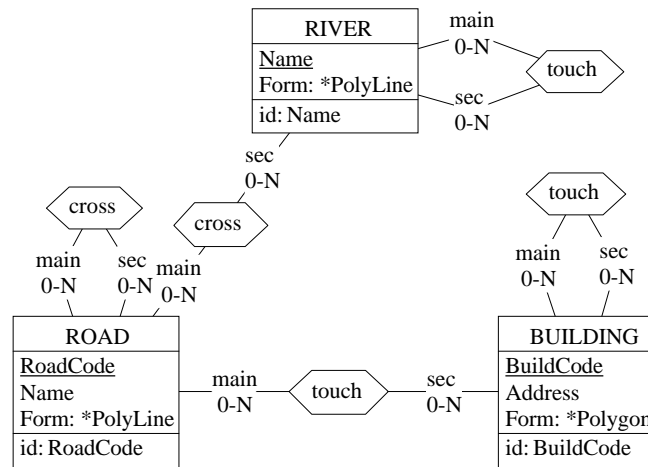 RIVER
Name
Form: *PolyLine
id: Name
main
0-N
touch
sec
0-N
sec
0-N
cross
main
0-N
cross
main
0-N
sec
0-N
touch
main
0-N
sec
0-N
ROAD
RoadCode
Name
Form: *PolyLine
id: RoadCode
main
0-N
touch
sec
0-N
BUILDING
BuildCode
Address
Form: *Polygon
id: BuildCode